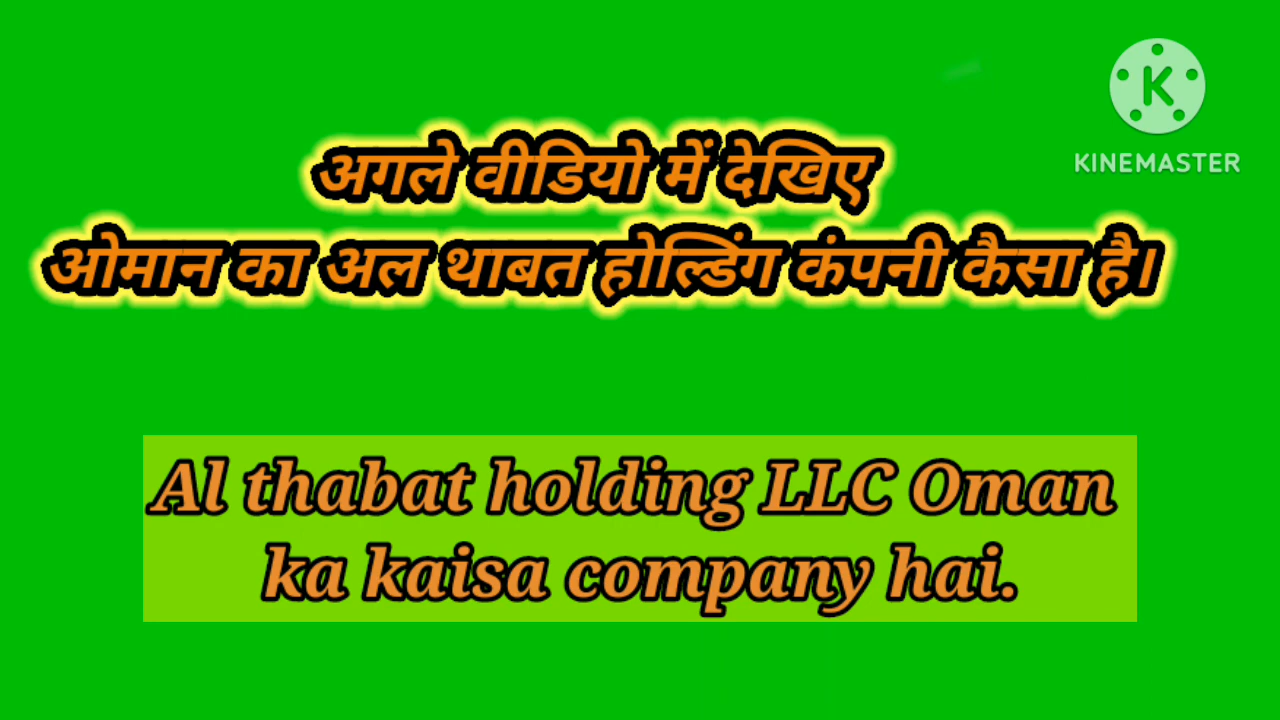 KINEMASTER
अगले वीडियो में देखिए
ओमान का अल थाबत होल्डिंग कंपनी कैसा है।
Al thabat holding LLC Oman
ka kaisa company hai.